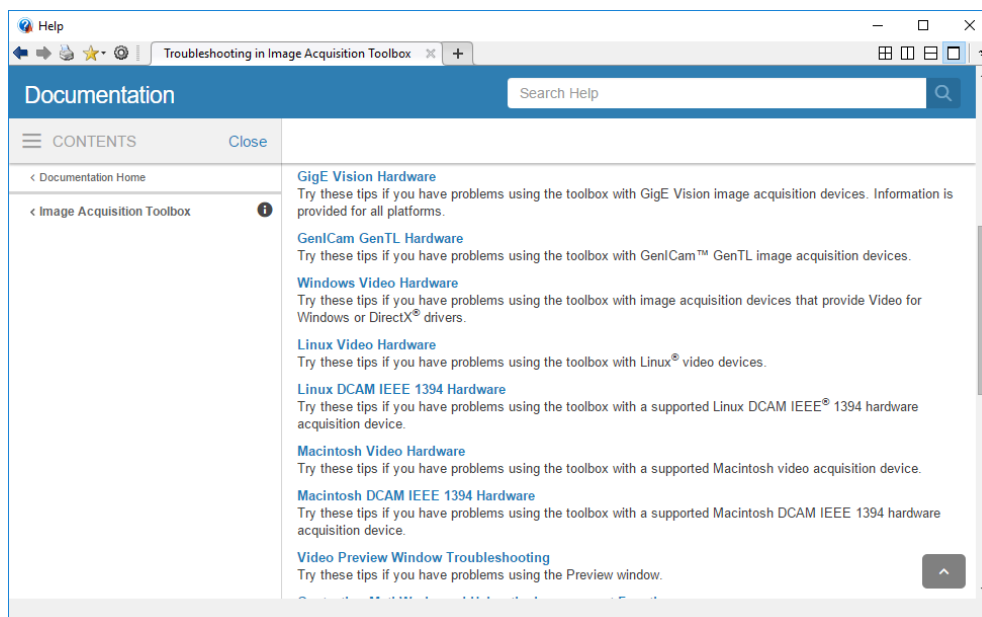 Help
Troubleshooting in Image Acquisition Toolbox
Documentation
Search Help
CONTENTS
Close
< Documentation Home
< Image Acquisition Toolbox
GigE Vision Hardware
Try these tips if you have problems using the toolbox with GigE Vision image acquisition devices. Information is
provided for all platforms.
GenICam GenTL Hardware
Try these tips if you have problems using the toolbox with GenICam™ GenTL image acquisition devices.
Windows Video Hardware
Try these tips if you have problems using the toolbox with image acquisition devices that provide Video for
Windows or DirectX® drivers.
Linux Video Hardware
Try these tips if you have problems using the toolbox with Linux® video devices.
Linux DCAM IEEE 1394 Hardware
Try these tips if you have problems using the toolbox with a supported Linux DCAM IEEE® 1394 hardware
acquisition device.
Macintosh Video Hardware
Try these tips if you have problems using the toolbox with a supported Macintosh video acquisition device.
Macintosh DCAM IEEE 1394 Hardware
Try these tips if you have problems using the toolbox with a supported Macintosh DCAM IEEE 1394 hardware
acquisition device.
Video Preview Window Troubleshooting
Try these tips if you have problems using the Preview window.